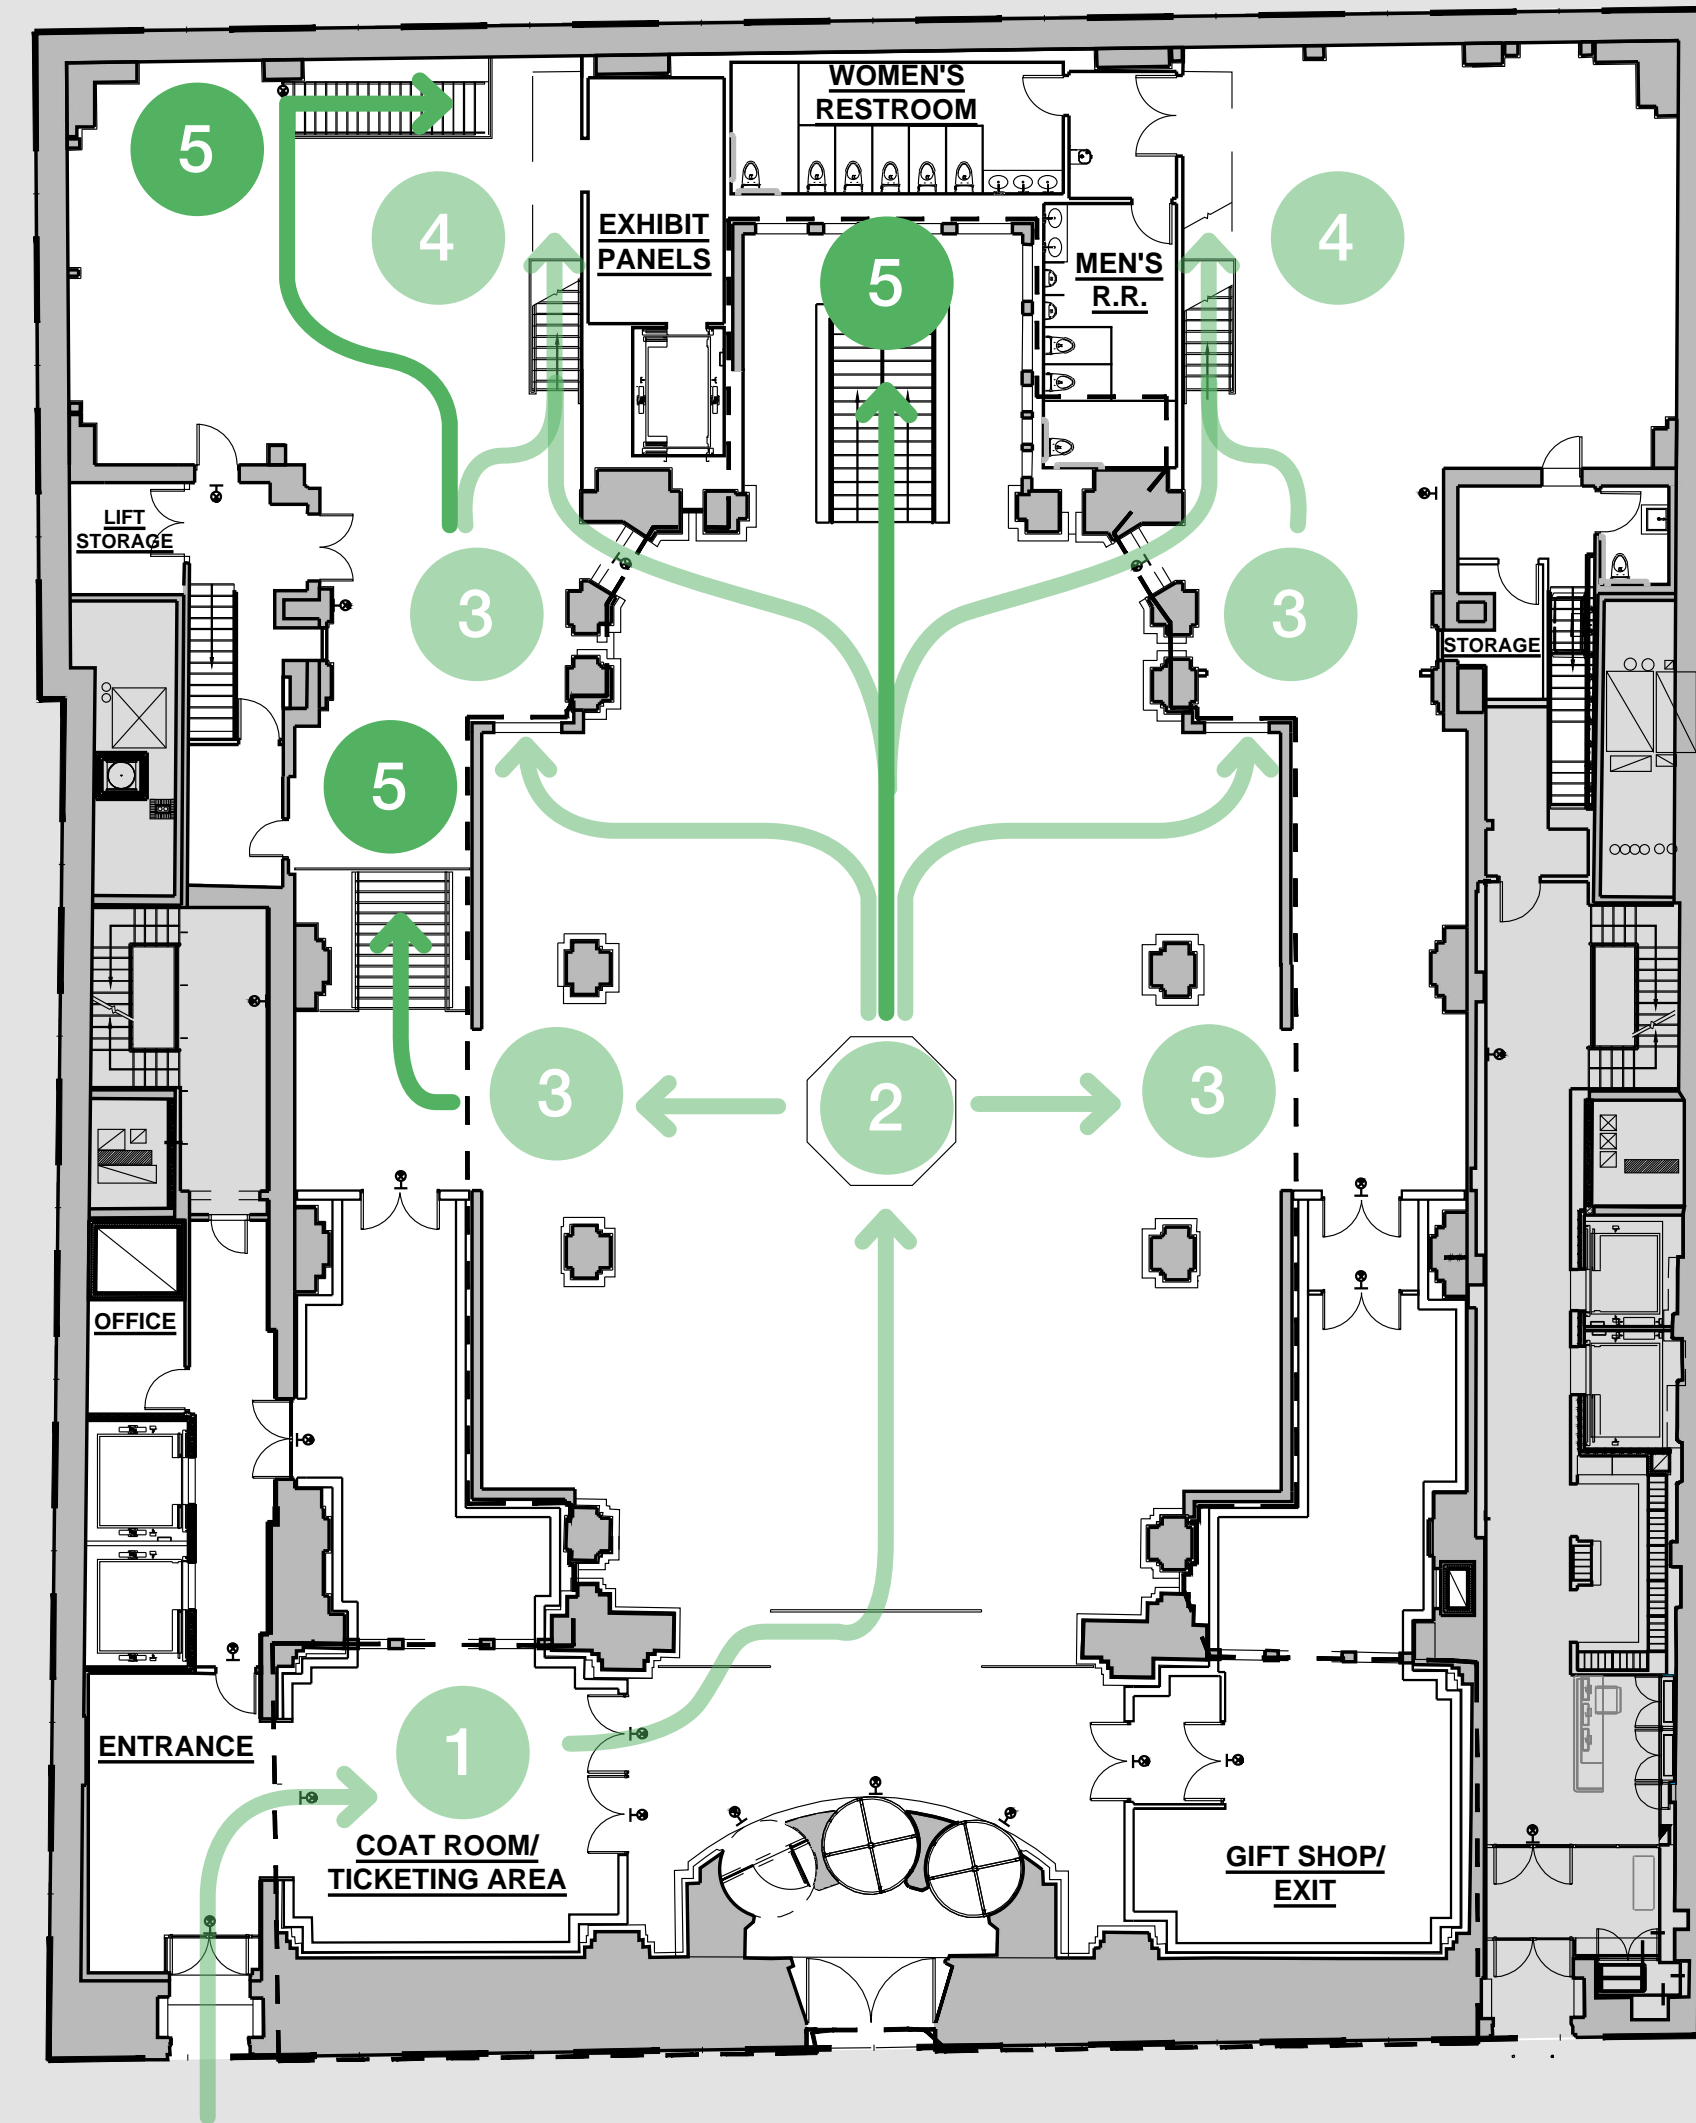 WOMEN'S
RESTROOM
5
4
EXHIBIT
PANELS
5
MEN'S
R.R.
4
LIFT
STORAGE
3
3
STORAGE
5
3
2
3
OFFICE
ENTRANCE
1
COAT ROOM/
TICKETING AREA
GIFT SHOP/
EXIT